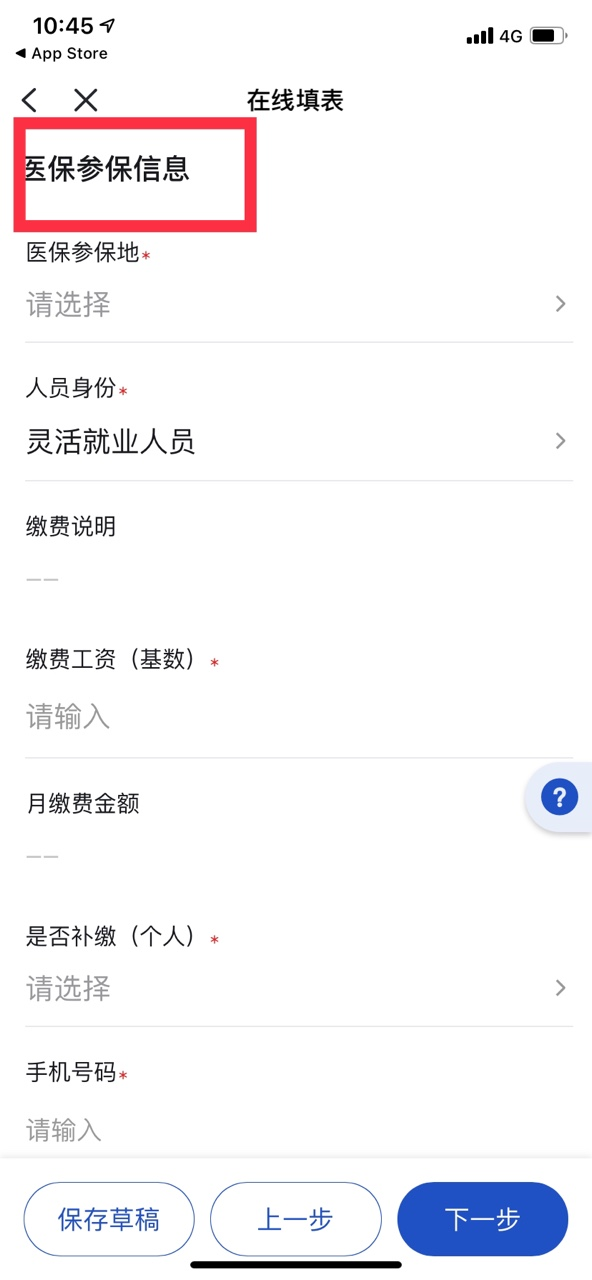 10:45
4G
◀ App Store
在线填表
医保参保信息
医保参保地*
请选择
人员身份*
灵活就业人员
缴费说明
——
缴费工资（基数）*
请输入
月缴费金额
——
?
是否补缴（个人）*
请选择
手机号码*
请输入
保存草稿
上一步
下一步